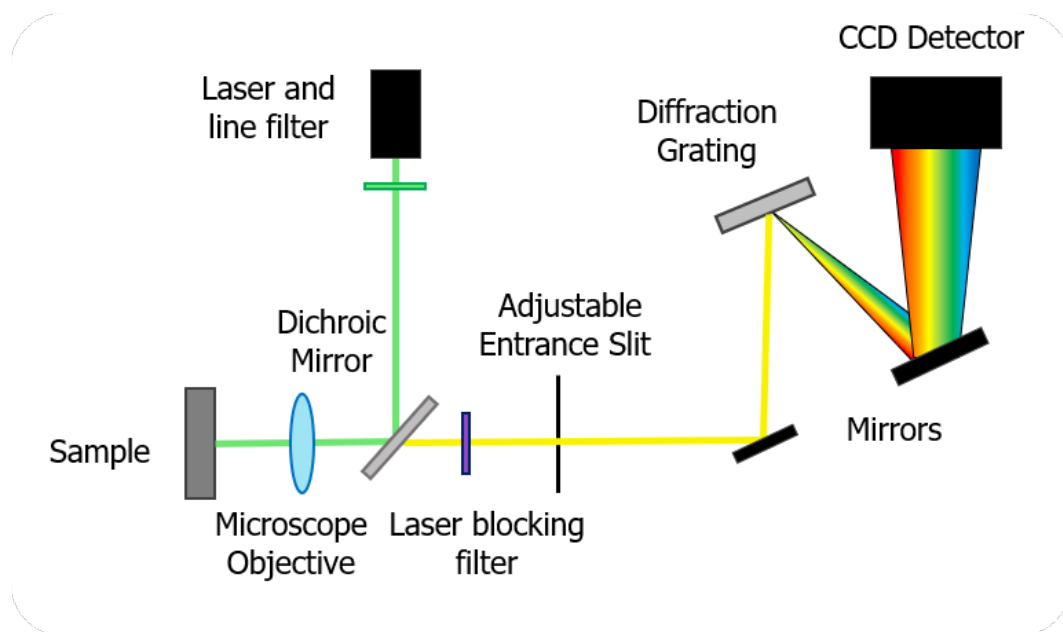 CCD Detector
Laser and
line filter
Diffraction
Grating
Dichroic
Mirror
Adjustable
Entrance Slit
Sample
Mirrors
Microscope
Objective
Laser blocking
filter